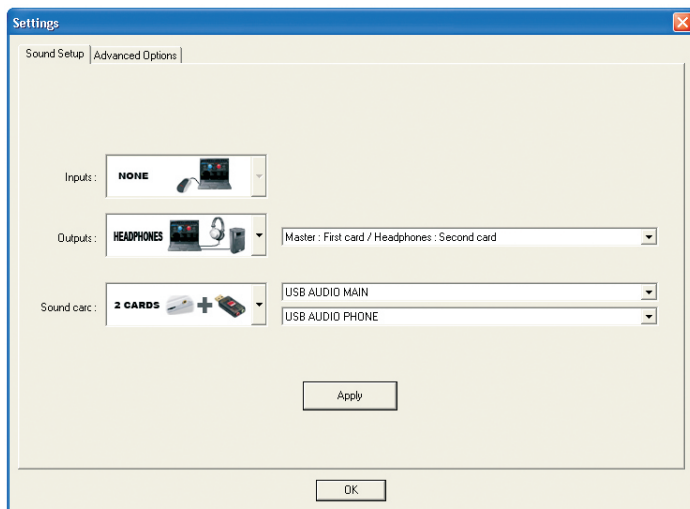 Settings
Sound Setup Advanced Options
Inputs : NONE
Outputs : HEADPHONES Master : First card / Headphones : Second card
USB AUDIO MAIN
Sound carc : 2 CARDS
USB AUDIO PHONE
Apply
OK